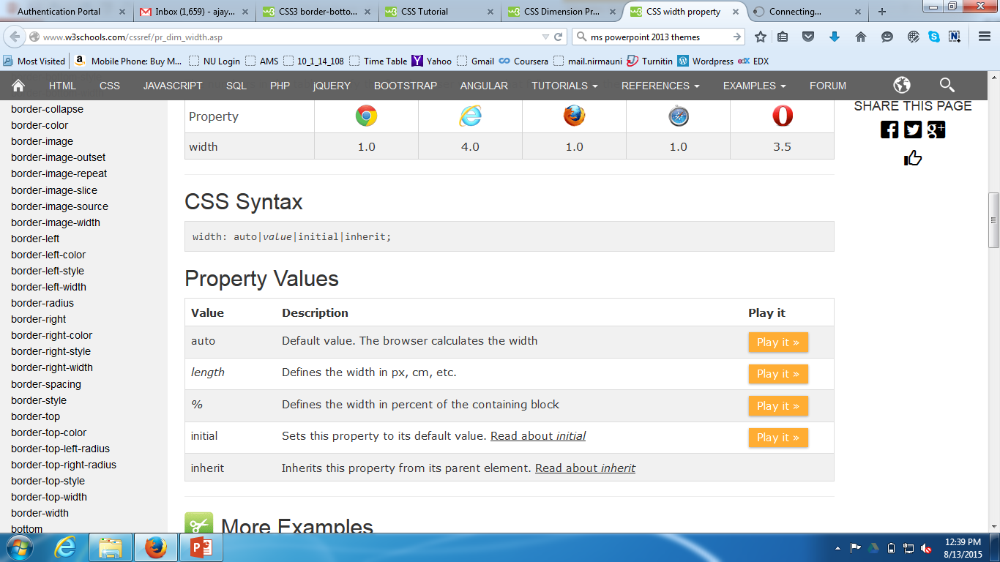 Authentication Portal
Inbox (1,659) - ajay...
CSS3 border-botto...
CSS Tutorial
CSS Dimension Pr...
CSS width property
Connecting...
www.w3schools.com/cssref/pr_dim_width.asp
ms powerpoint 2013 themes
Most Visited
Mobile Phone: Buy M...
NU Login
AMS
10_1_14_108
Time Table
Yahoo
Gmail
Coursera
mail.nirmauni
Turnitin
Wordpress
EDX
HTML
CSS
JAVASCRIPT
SQL
PHP
jQUERY
BOOTSTRAP
ANGULAR
TUTORIALS
REFERENCES
EXAMPLES
FORUM
border-collapse
border-color
border-image
border-image-outset
border-image-repeat
border-image-slice
border-image-source
border-image-width
border-left
border-left-color
border-left-style
border-left-width
border-radius
border-right
border-right-color
border-right-style
border-right-width
border-spacing
border-style
border-top
border-top-color
border-top-left-radius
border-top-right-radius
border-top-style
border-top-width
border-width
bottom
Property
width 1.0 4.0 1.0 1.0 3.5
CSS Syntax
width: auto|value|initial|inherit;
Property Values
Value Description Play it
auto Default value. The browser calculates the width Play it »
length Defines the width in px, cm, etc. Play it »
% Defines the width in percent of the containing block Play it »
initial Sets this property to its default value. Read about initial Play it »
inherit Inherits this property from its parent element. Read about inherit
More Examples
SHARE THIS PAGE
12:39 PM
8/13/2015